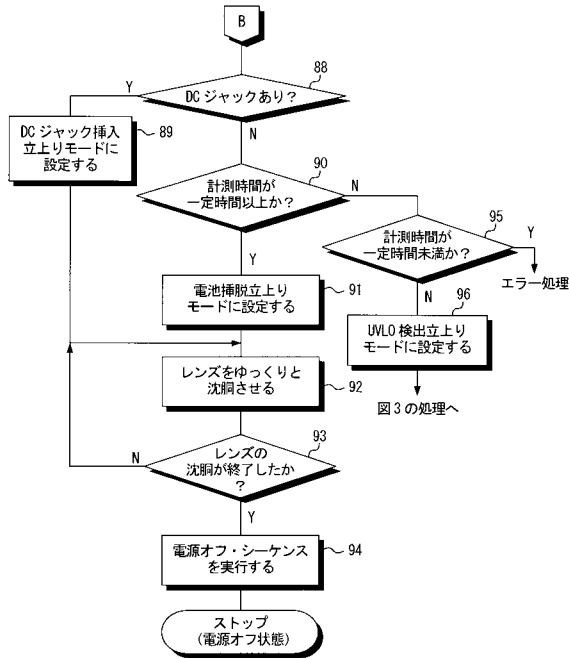 B
88
Y
DC ジャックあり？
89
DC ジャック挿入
立上りモードに
設定する
N
90
計測時間が
一定時間以上か？
N
95
計測時間が
一定時間未満か？
Y
エラー処理
Y
91
電池挿脱立上り
モードに設定する
N
96
UVLO 検出立上り
モードに設定する
図3の処理へ
レンズをゆっくりと
沈胴させる
92
93
レンズの
沈胴が終了したか
？
N
Y
電源オフ・シーケンス
を実行する
94
ストップ
(電源オフ状態)